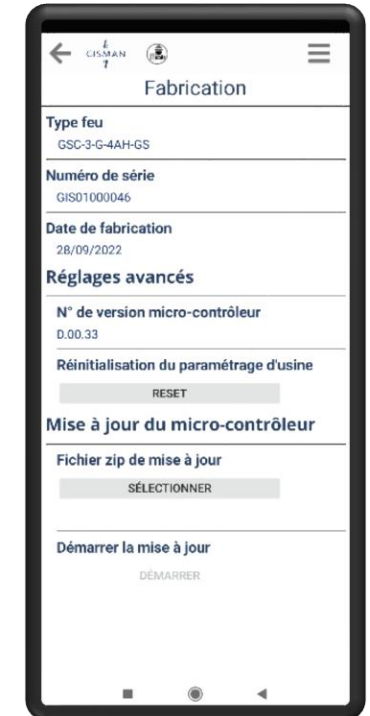 GISMAN
Fabrication
Type feu
GSC-3-G-4AH-GS
Numéro de série
GIS01000046
Date de fabrication
28/09/2022
Réglages avancés
N° de version micro-contrôleur
D.00.33
Réinitialisation du paramétrage d'usine
RESET
Mise à jour du micro-contrôleur
Fichier zip de mise à jour
SÉLECTIONNER
Démarrer la mise à jour
DÉMARRER